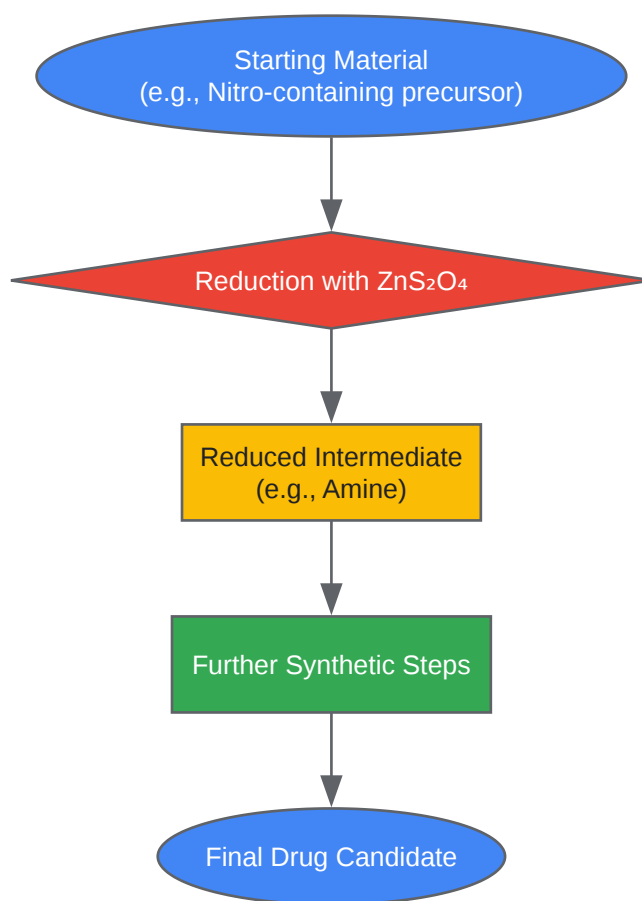 Starting Material
(e.g., Nitro-containing precursor)
Reduction with ZnS₂O₄
Reduced Intermediate
(e.g., Amine)
Further Synthetic Steps
Final Drug Candidate